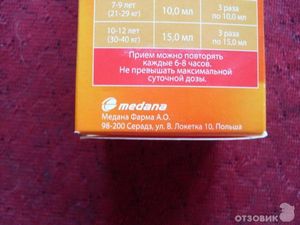 7-9 лет 10,0 мл 3 раза
(21-29 кг) по 10,0 мл
10-12 лет 15,0 мл 3 раза
(30-40 кг) по 15,0 мл
Прием можно повторять
каждые 6-8 часов.
Не превышать максимальной
суточной дозы.
medana
Медана Фарма А.О.
98-200 Серадз, ул. В. Локетка 10, Польша
ОТЗОВИК